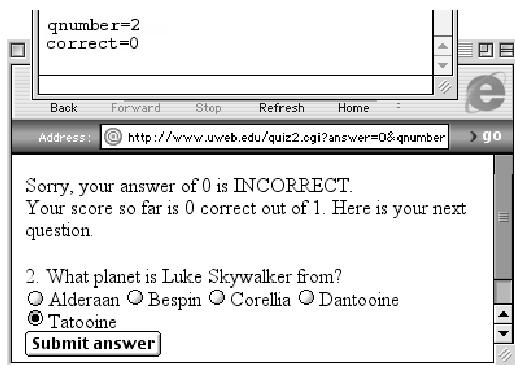 qnumber=2
correct=0
Back Forward Stop Refresh Home
Address: @ http://www.uweb.edu/quiz2.cgi?answer=0&qnumber go
Sorry, your answer of 0 is INCORRECT.
Your score so far is 0 correct out of 1. Here is your next
question.
2. What planet is Luke Skywalker from?
Alderaan Bespin Corellia Dantooine
Tatooine
Submit answer